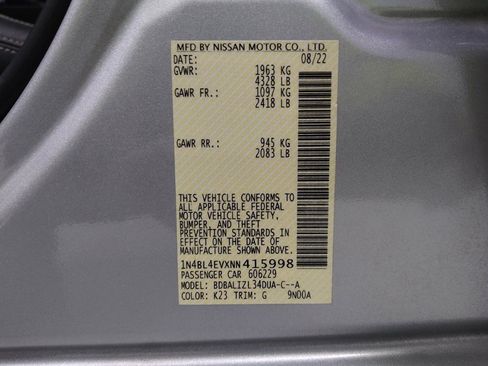 MFD BY NISSAN MOTOR CO., LTD.
DATE: 08/22
GVWR: 1963 KG
4328 LB
GAWR FR.: 1097 KG
2418 LB
GAWR RR.: 945 KG
2083 LB
THIS VEHICLE CONFORMS TO
ALL APPLICABLE FEDERAL
MOTOR VEHICLE SAFETY,
BUMPER, AND THEFT
PREVENTION STANDARDS IN
EFFECT ON THE DATE OF
MANUFACTURE SHOWN ABOVE.
1N4BL4EVXNN415998
PASSENGER CAR 606229
MODEL: BDBALIZL34DUA-C--A
COLOR: K23 TRIM: G 9N00A